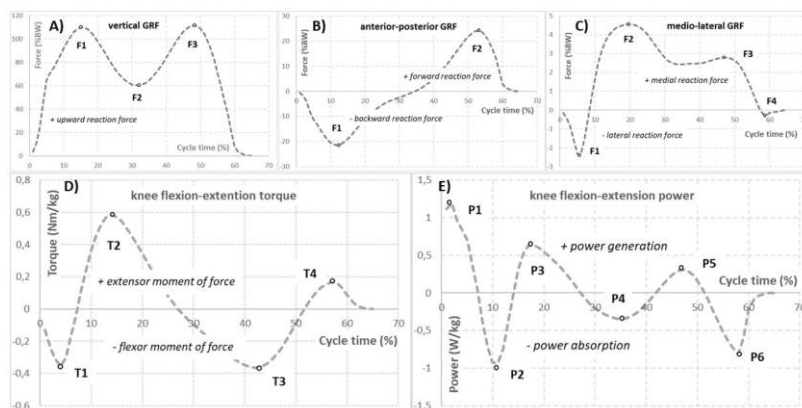 A) vertical GRF
Force (%BW)
120
100
80
60
40
20
0
F1
F2
F3
+ upward reaction force
Cycle time (%)
0 10 20 30 40 50 60 70
B) anterior-posterior GRF
Force (%BW)
30
20
10
0
-10
-20
-30
F1
F2
+ forward reaction force
Cycle time (%)
- backward reaction force
0 10 20 30 40 50 60 70
C) medio-lateral GRF
Force (%BW)
5
4
3
2
1
0
-1
-2
-3
F1
F2
F3
F4
+ medial reaction force
Cycle time (%)
- lateral reaction force
0 10 20 30 40 50 60
D) knee flexion-extention torque
Torque (Nm/kg)
0,8
0,6
0,4
0,2
0
-0,2
-0,4
-0,6
T1
T2
T3
T4
+ extensor moment of force
- flexor moment of force
Cycle time (%)
0 10 20 30 40 50 60 70
E) knee flexion-extension power
Power (W/kg)
1,5
1
0,5
0
-0,5
-1
-1,5
P1
P2
P3
P4
P5
P6
+ power generation
Cycle time (%)
- power absorption
0 10 20 30 40 50 60 70